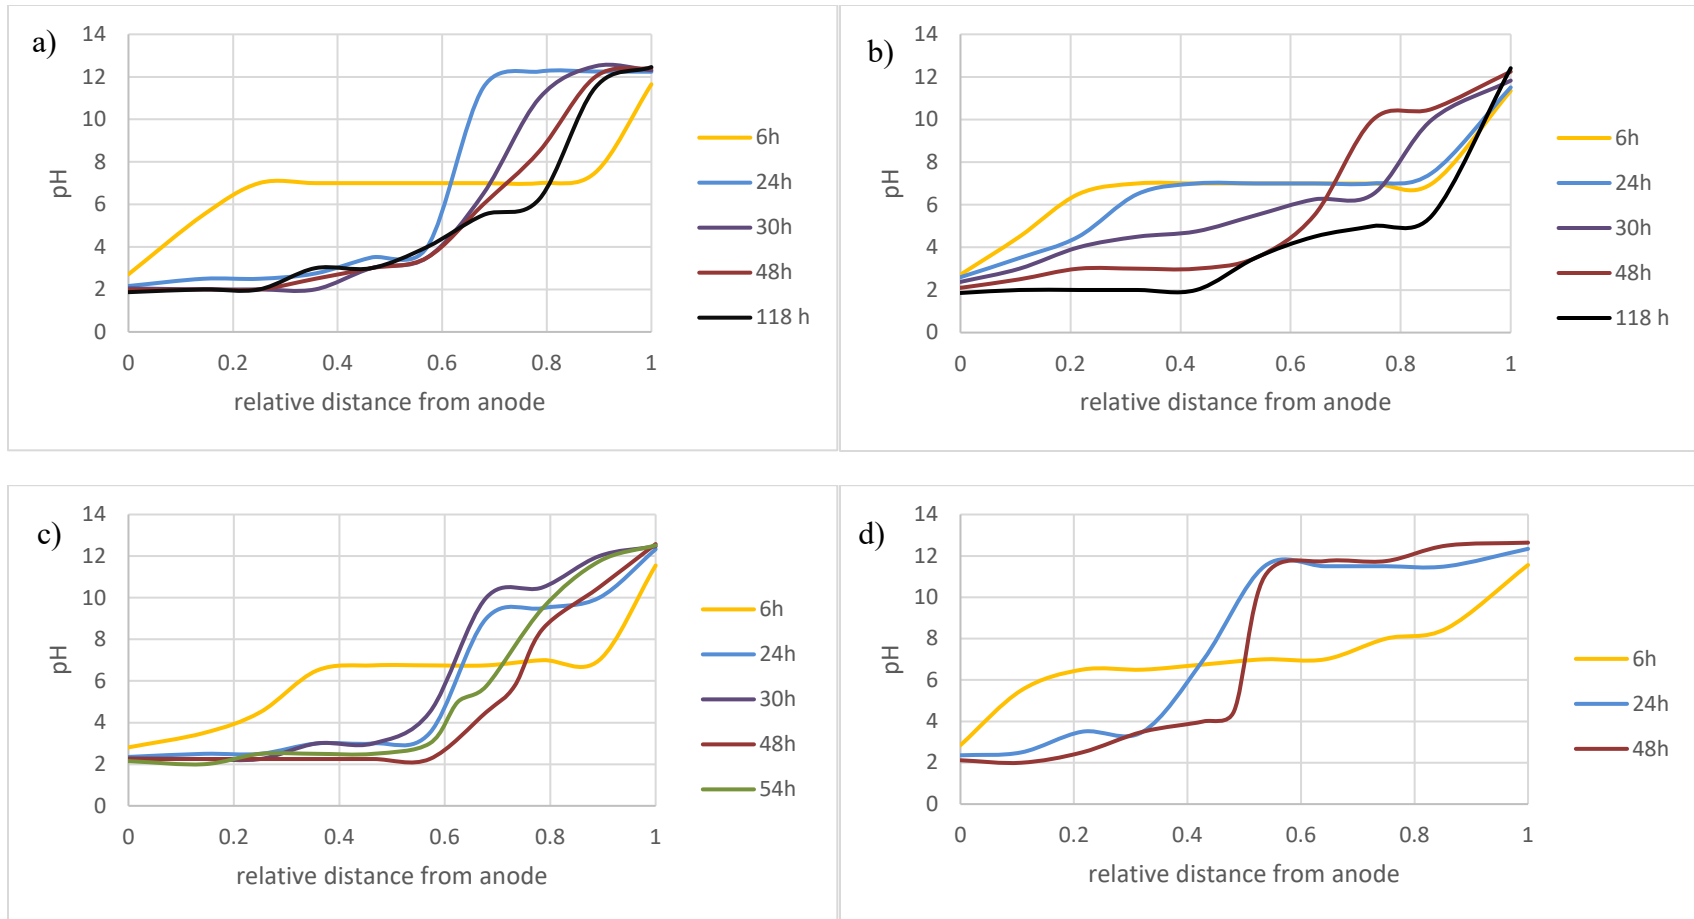 a)
14
12
10
8
6
4
2
0
pH
0 0.2 0.4 0.6 0.8 1
relative distance from anode
6h
24h
30h
48h
118 h
b)
14
12
10
8
6
4
2
0
pH
0 0.2 0.4 0.6 0.8 1
relative distance from anode
6h
24h
30h
48h
118 h
c)
14
12
10
8
6
4
2
0
pH
0 0.2 0.4 0.6 0.8 1
relative distance from anode
6h
24h
30h
48h
54h
d)
14
12
10
8
6
4
2
0
pH
0 0.2 0.4 0.6 0.8 1
relative distance from anode
6h
24h
48h